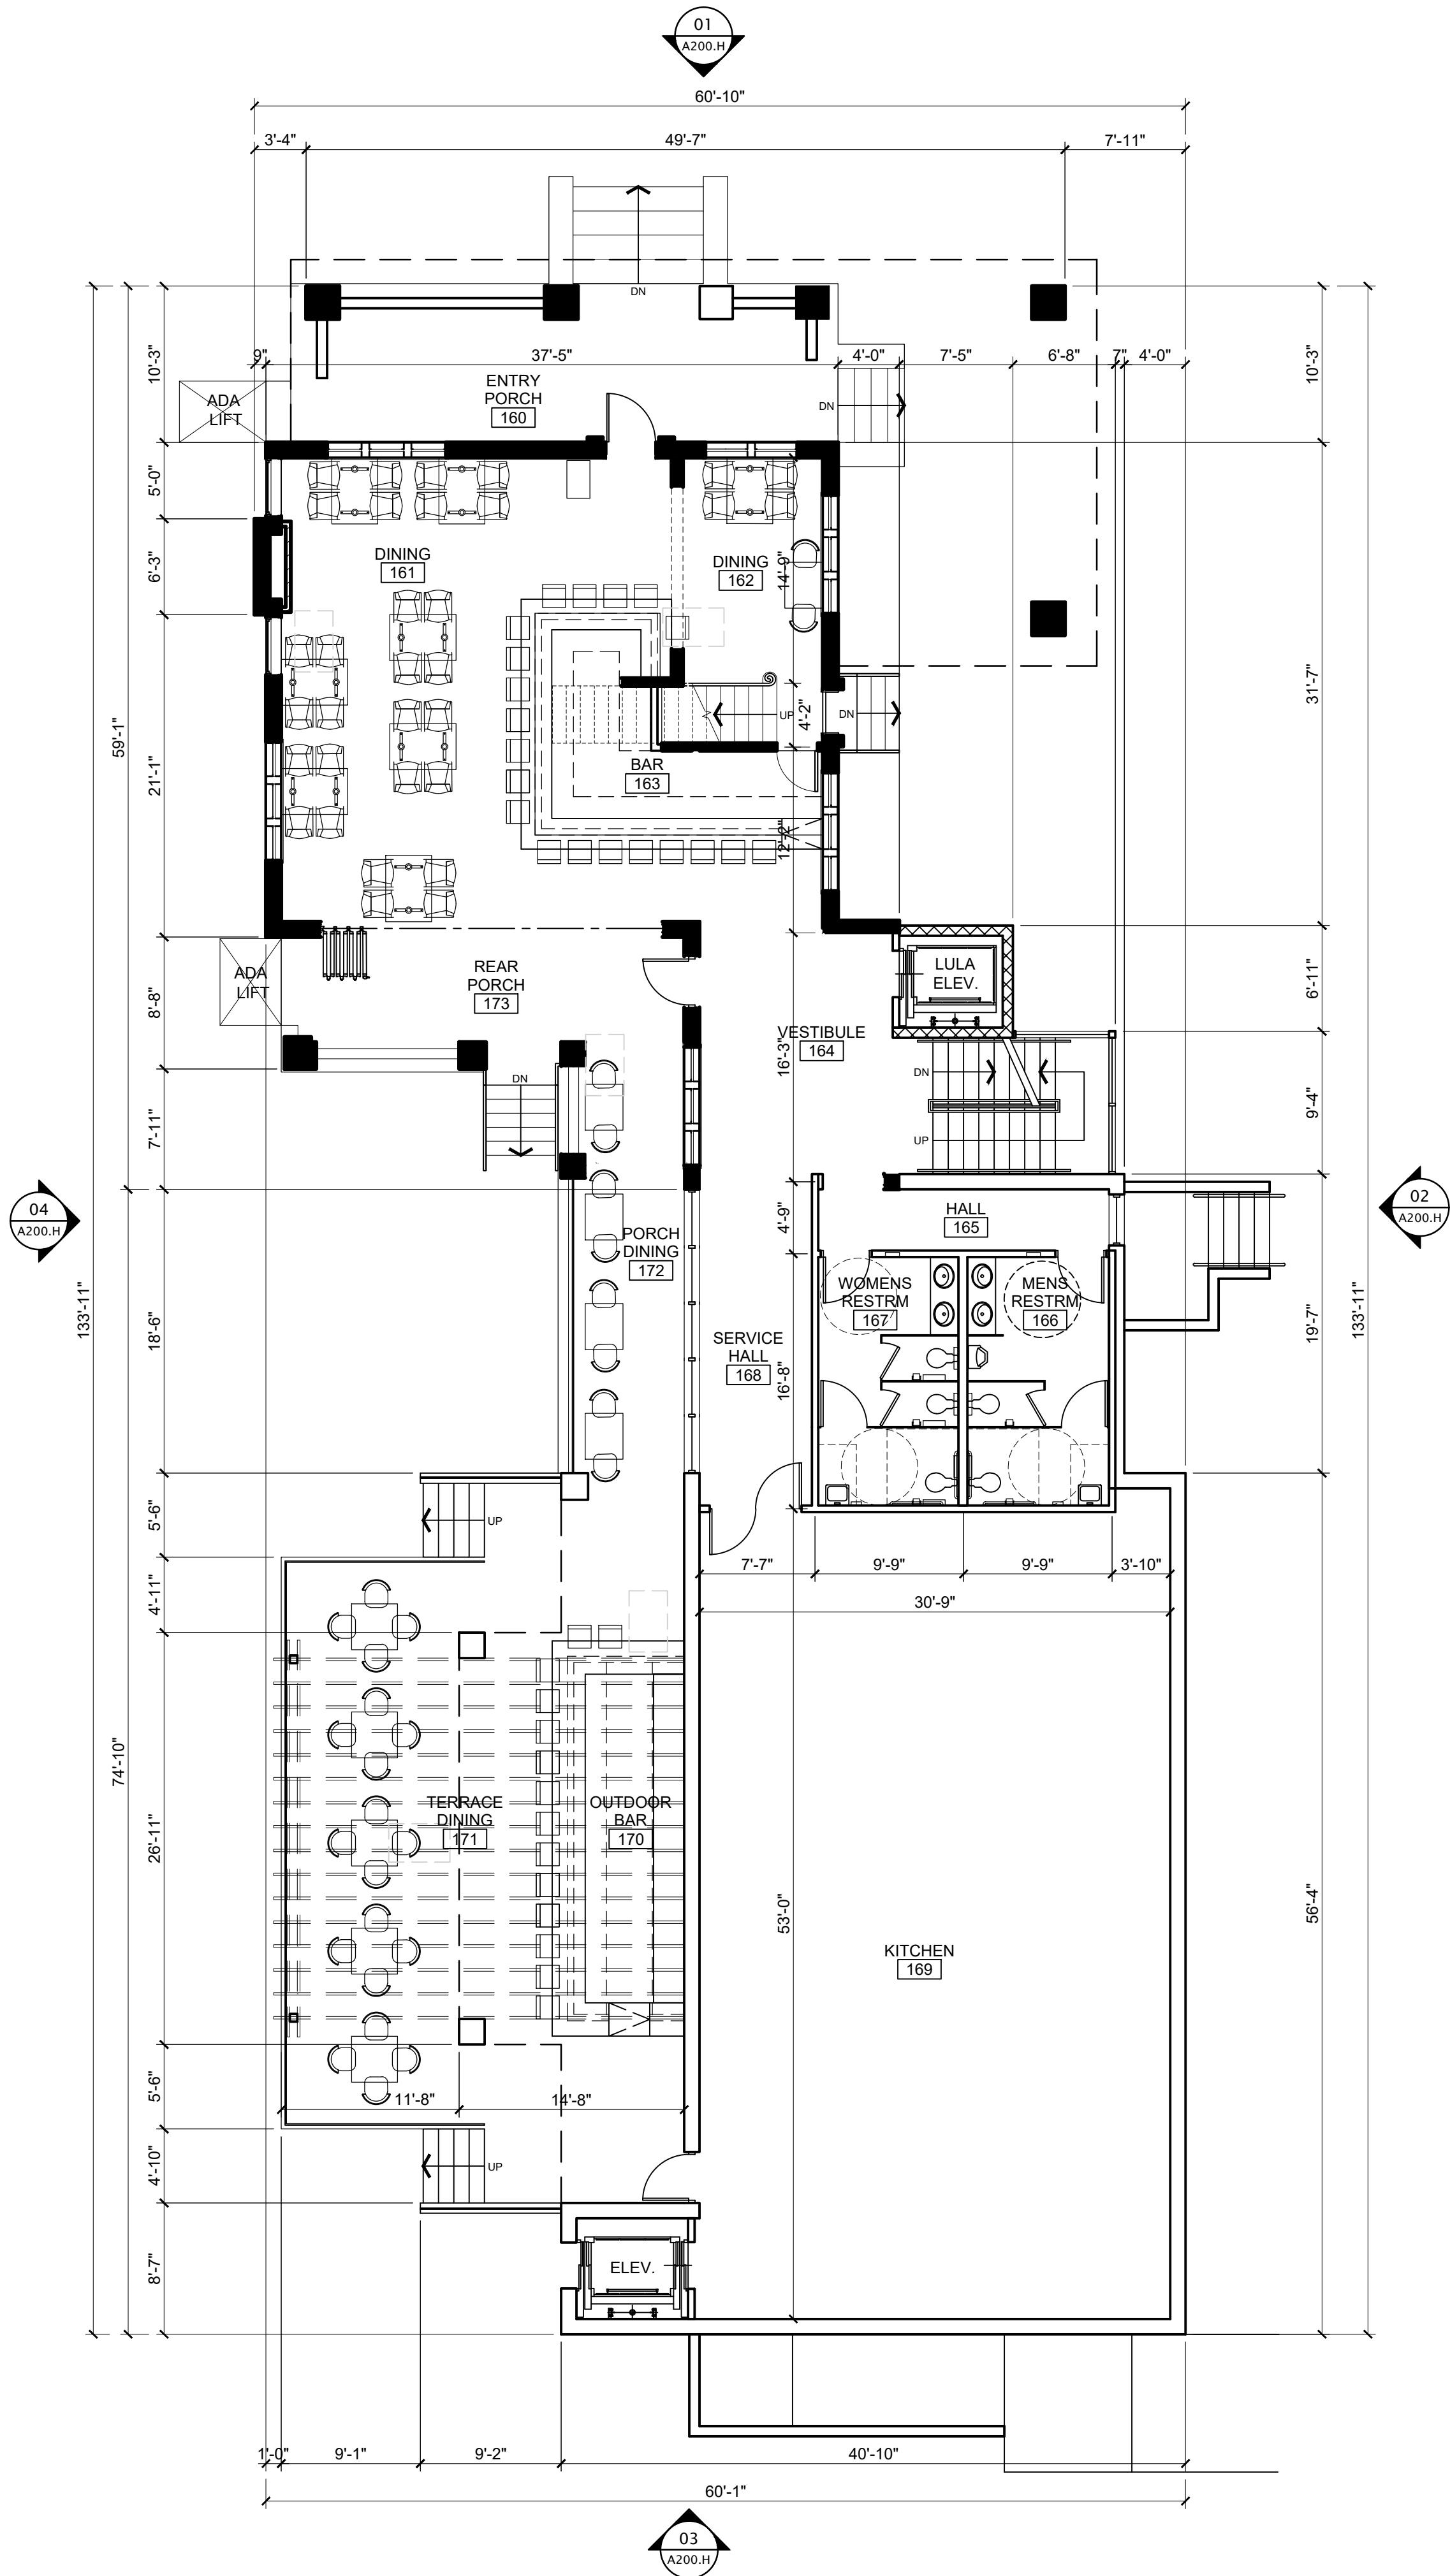 01
A200.H
60'-10"
3'-4"
49'-7"
7'-11"
DN
9"
37'-5"
4'-0"
7'-5"
6'-8"
7"
4'-0"
10'-3"
10'-3"
ENTRY
PORCH
160
ADA
LIFT
DN
5'-0"
6'-3"
DINING
161
DINING
162
14'-9"
31'-7"
59'-1"
21'-1"
UP
4'-2"
DN
BAR
163
12'-2"
ADA
LIFT
REAR
PORCH
173
LULA
ELEV.
6'-11"
8'-8"
VESTIBULE
164
16'-3"
DN
DN
UP
9'-4"
7'-11"
04
A200.H
02
A200.H
4'-9"
HALL
165
PORCH
DINING
172
WOMENS
RESTRM
167
MENS
RESTRM
166
133'-11"
133'-11"
18'-6"
19'-7"
SERVICE
HALL
168
16'-8"
5'-6"
UP
4'-11"
7'-7"
9'-9"
9'-9"
3'-10"
30'-9"
74'-10"
26'-11"
TERRACE
DINING
171
OUTDOOR
BAR
170
53'-0"
56'-4"
KITCHEN
169
5'-6"
11'-8"
14'-8"
4'-10"
UP
8'-7"
ELEV.
1'-0"
9'-1"
9'-2"
40'-10"
60'-1"
03
A200.H